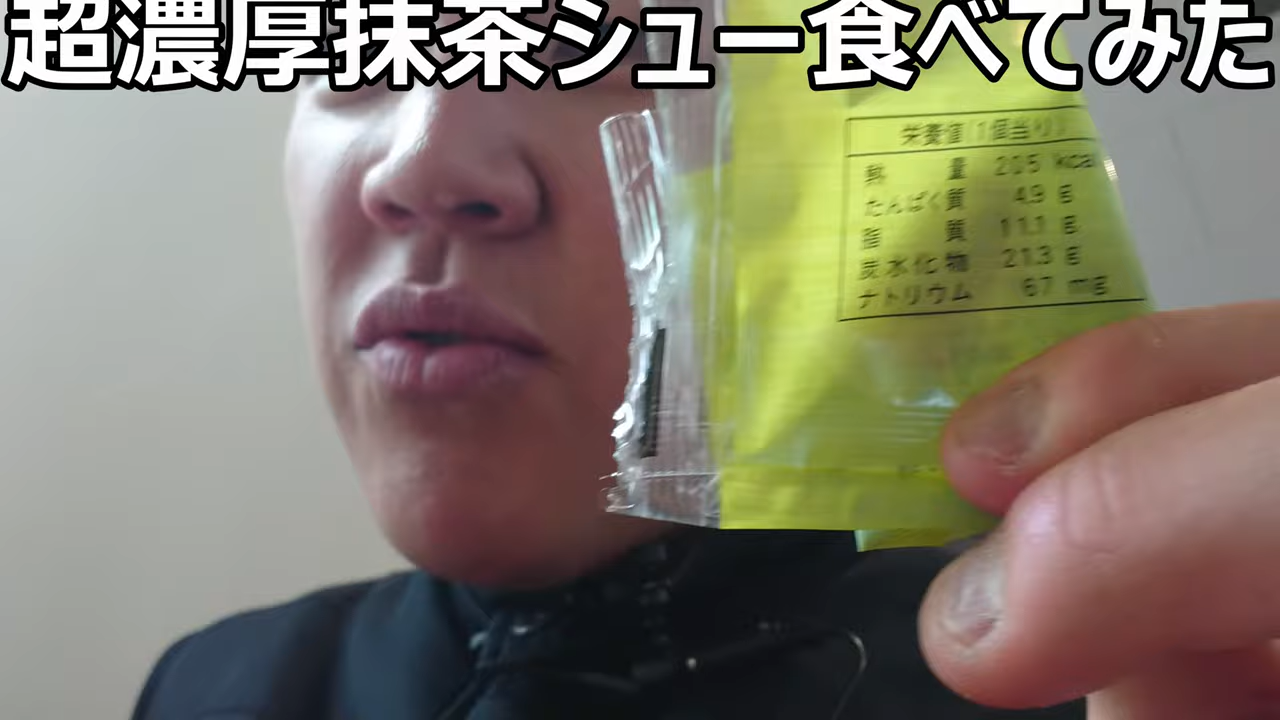 超濃厚抹茶シュー食べてみた
栄養値(1個当り)
熱量 205 kcal
たんぱく質 4.9 g
脂質 11.1 g
炭水化物 21.3 g
ナトリウム 67 mg